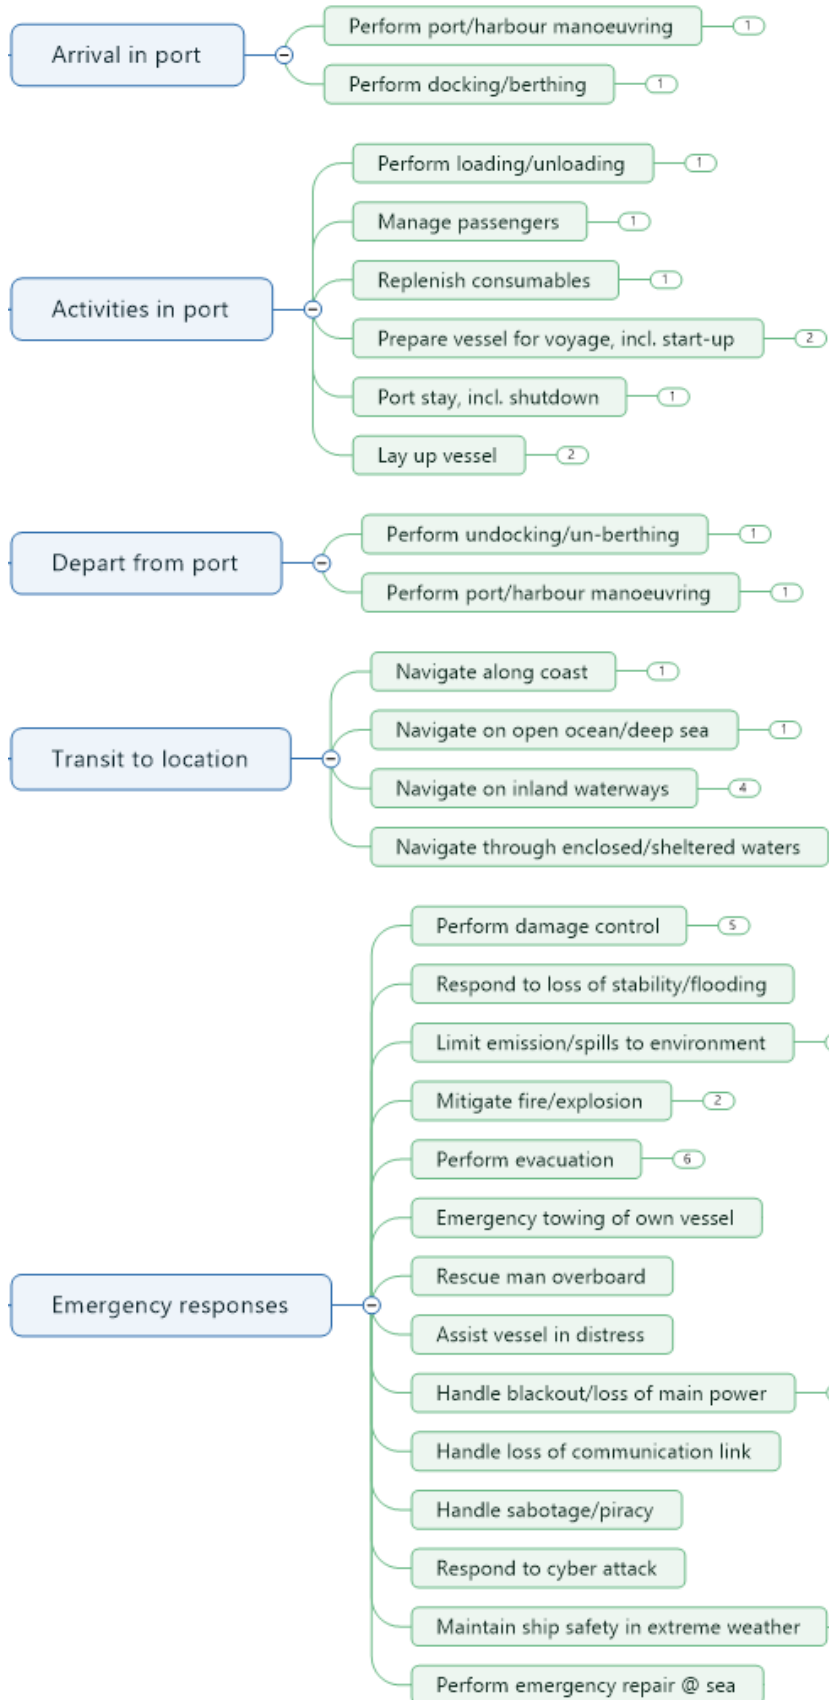 Arrival in port
Perform port/harbour manoeuvring 1
Perform docking/berthing 1
Activities in port
Perform loading/unloading 1
Manage passengers 1
Replenish consumables 1
Prepare vessel for voyage, incl. start-up 2
Port stay, incl. shutdown 1
Lay up vessel 2
Depart from port
Perform undocking/un-berthing 1
Perform port/harbour manoeuvring 1
Transit to location
Navigate along coast 1
Navigate on open ocean/deep sea 1
Navigate on inland waterways 4
Navigate through enclosed/sheltered waters
Emergency responses
Perform damage control 5
Respond to loss of stability/flooding
Limit emission/spills to environment
Mitigate fire/explosion 2
Perform evacuation 6
Emergency towing of own vessel
Rescue man overboard
Assist vessel in distress
Handle blackout/loss of main power
Handle loss of communication link
Handle sabotage/piracy
Respond to cyber attack
Maintain ship safety in extreme weather
Perform emergency repair @ sea